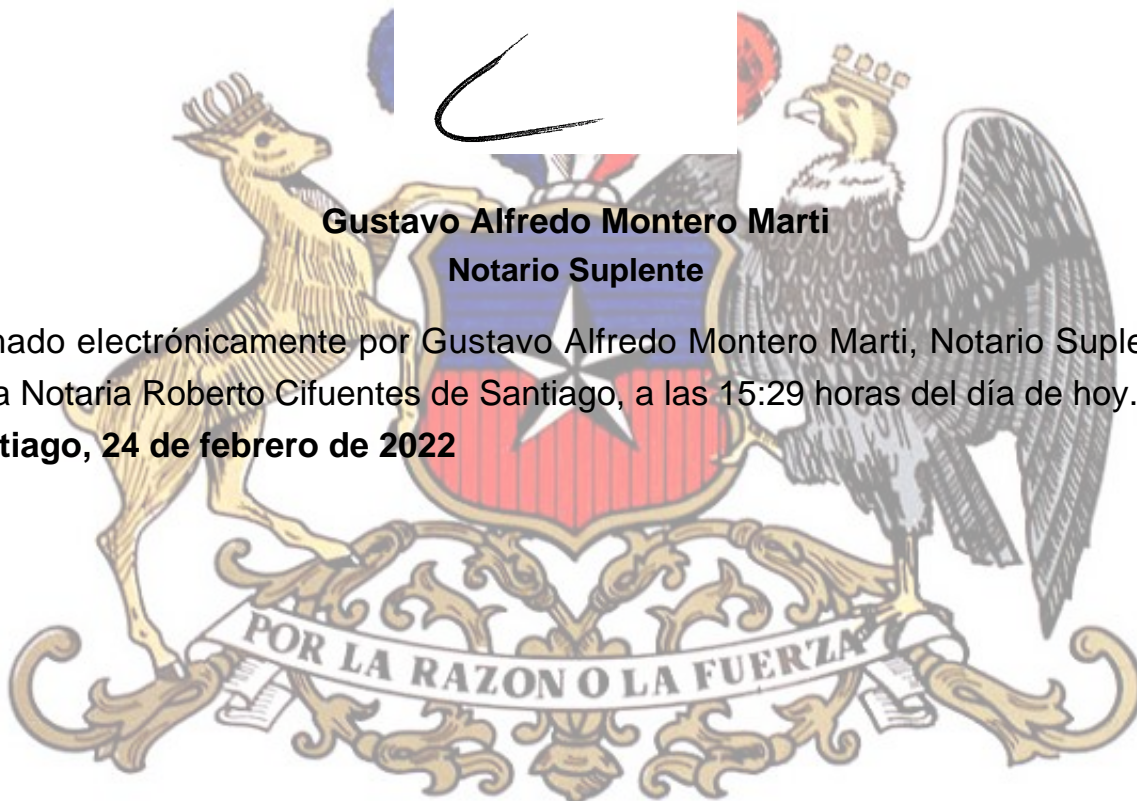 Gustavo Alfredo Montero Marti
Notario Suplente
nado electrónicamente por Gustavo Alfredo Montero Marti, Notario Suple
a Notaria Roberto Cifuentes de Santiago, a las 15:29 horas del día de hoy.
tiago, 24 de febrero de 2022
POR LA RAZON O LA FUERZA